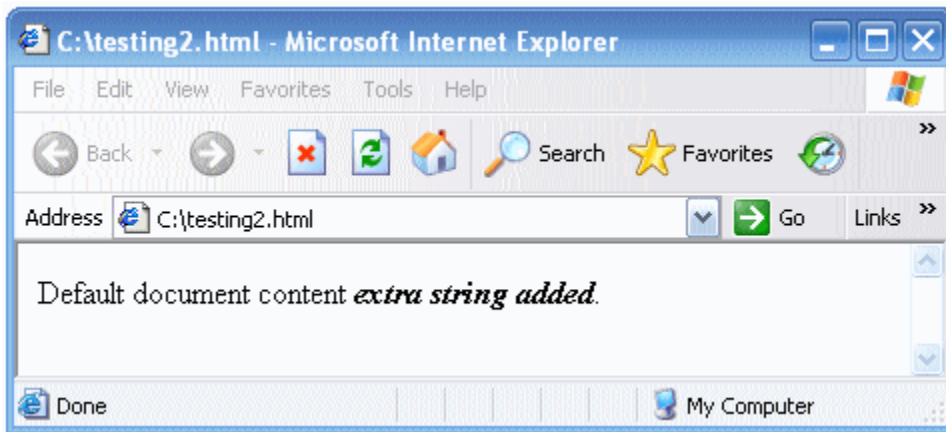 C:\testing2.html - Microsoft Internet Explorer
File Edit View Favorites Tools Help
Back Search Favorites »
Address C:\testing2.html Go Links »
Default document content extra string added.
Done My Computer